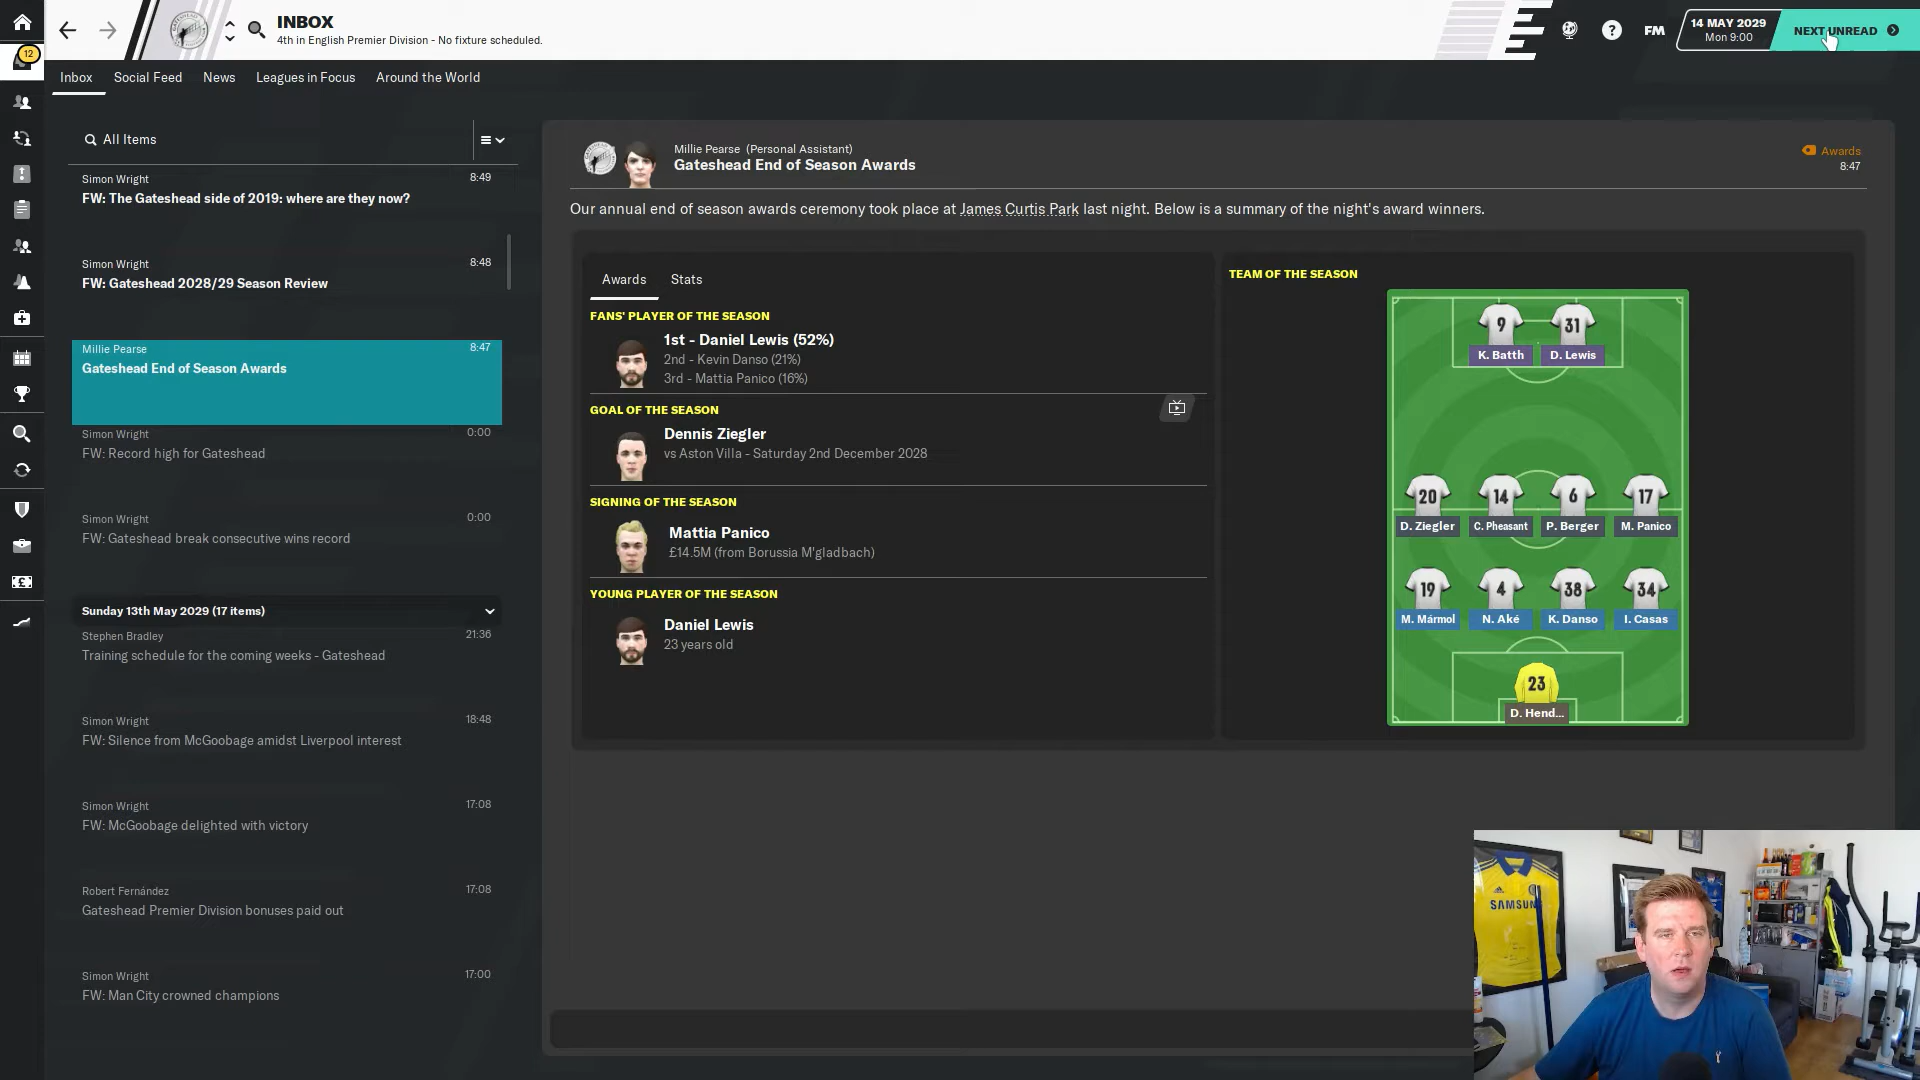 12
INBOX
4th in English Premier Division - No fixture scheduled.
?
FM
14 MAY 2029
Mon 9:00
NEXT UNREAD
Inbox
Social Feed
News
Leagues in Focus
Around the World
All Items
Simon Wright
8:49
FW: The Gateshead side of 2019: where are they now?
Simon Wright
8:48
FW: Gateshead 2028/29 Season Review
Millie Pearse
8:47
Gateshead End of Season Awards
Simon Wright
0:00
FW: Record high for Gateshead
Simon Wright
0:00
FW: Gateshead break consecutive wins record
Sunday 13th May 2029 (17 items)
Stephen Bradley
21:36
Training schedule for the coming weeks - Gateshead
Simon Wright
18:48
FW: Silence from McGoobage amidst Liverpool interest
Simon Wright
17:08
FW: McGoobage delighted with victory
Robert Fernández
17:08
Gateshead Premier Division bonuses paid out
Simon Wright
17:00
FW: Man City crowned champions
Millie Pearse (Personal Assistant)
Gateshead End of Season Awards
Awards
8:47
Our annual end of season awards ceremony took place at James Curtis Park last night. Below is a summary of the night's award winners.
Awards
Stats
FANS' PLAYER OF THE SEASON
1st - Daniel Lewis (52%)
2nd - Kevin Danso (21%)
3rd - Mattia Panico (16%)
GOAL OF THE SEASON
Dennis Ziegler
vs Aston Villa - Saturday 2nd December 2028
SIGNING OF THE SEASON
Mattia Panico
£14.5M (from Borussia M'gladbach)
YOUNG PLAYER OF THE SEASON
Daniel Lewis
23 years old
TEAM OF THE SEASON
9
31
K. Batth
D. Lewis
20
14
6
17
D. Ziegler
C. Pheasant
P. Berger
M. Panico
19
4
38
34
M. Mármol
N. Aké
K. Danso
I. Casas
23
D. Hend...
SAMSUN